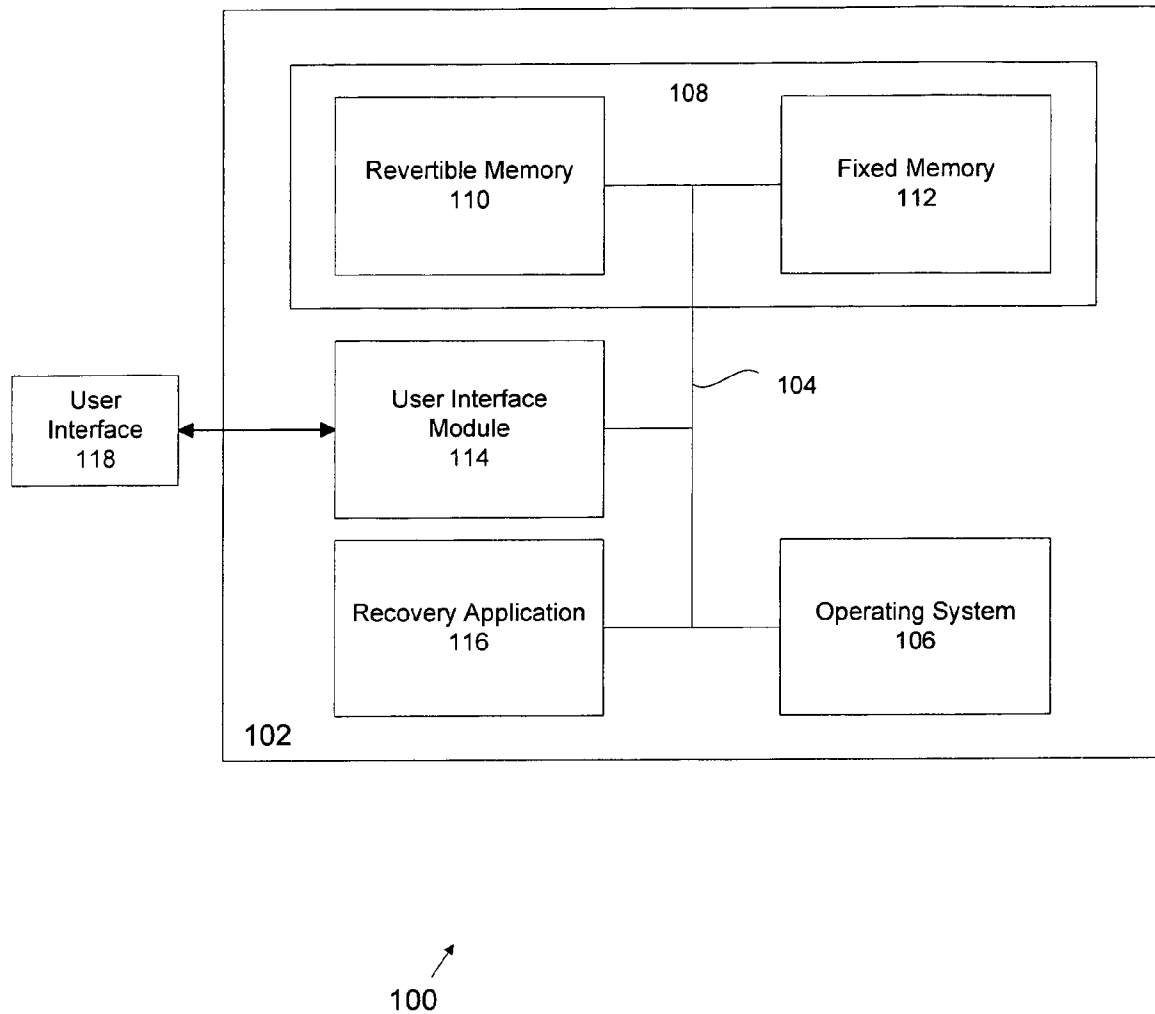 108
Revertible Memory
110
Fixed Memory
112
104
User
Interface
118
User Interface
Module
114
Recovery Application
116
Operating System
106
102
100